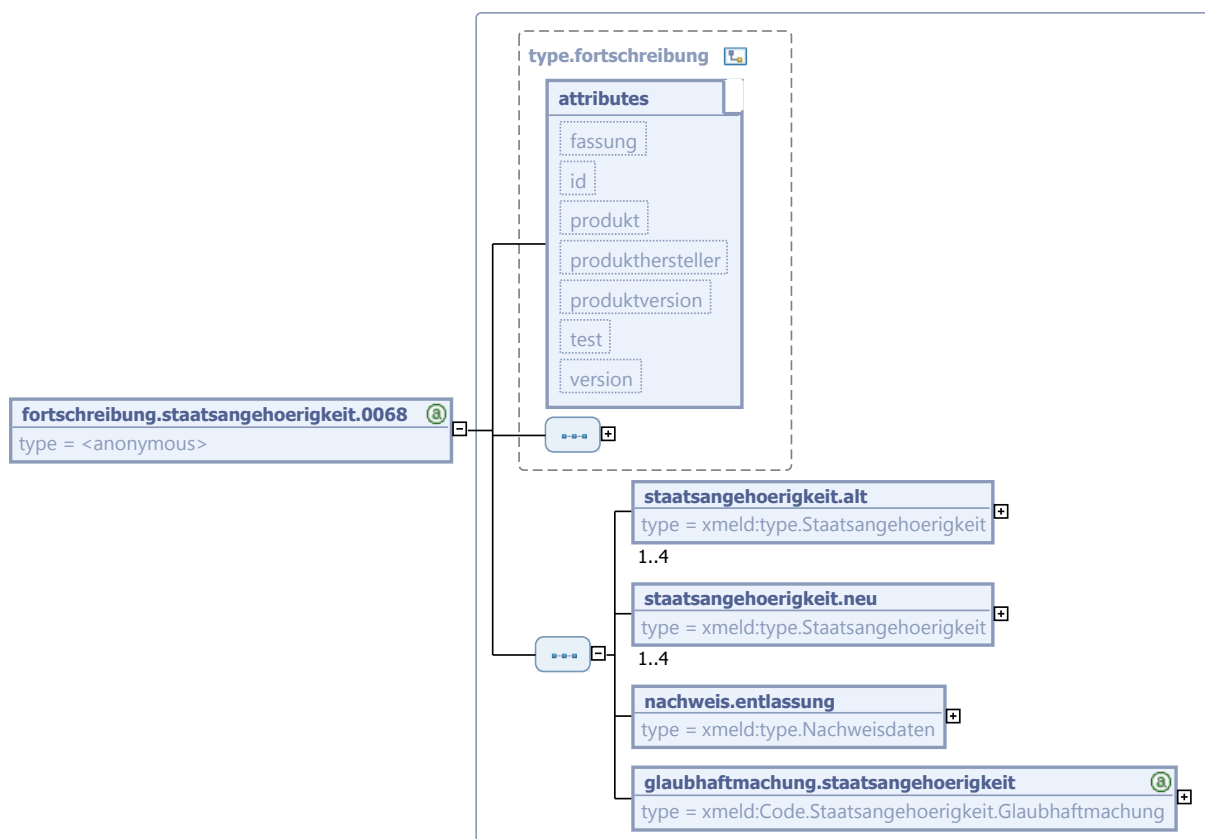 type.fortschreibung
attributes
fassung
id
produkt
produkthersteller
produktversion
test
version
fortschreibung.staatsangehoerigkeit.0068 a
type = <anonymous>
staatsangehoerigkeit.alt
type = xmeld:type.Staatsangehoerigkeit
1..4
staatsangehoerigkeit.neu
type = xmeld:type.Staatsangehoerigkeit
1..4
nachweis.entlassung
type = xmeld:type.Nachweisdaten
glaubhaftmachung.staatsangehoerigkeit a
type = xmeld:Code.Staatsangehoerigkeit.Glaubhaftmachung